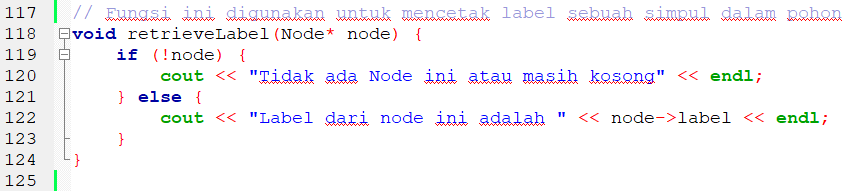 117 // Fungsi ini digunakan untuk mencetak label sebuah simpul dalam pohon
118 void retrieveLabel(Node* node) {
119     if (!node) {
120         cout << "Tidak ada Node ini atau masih kosong" << endl;
121     } else {
122         cout << "Label dari node ini adalah " << node->label << endl;
123     }
124 }
125